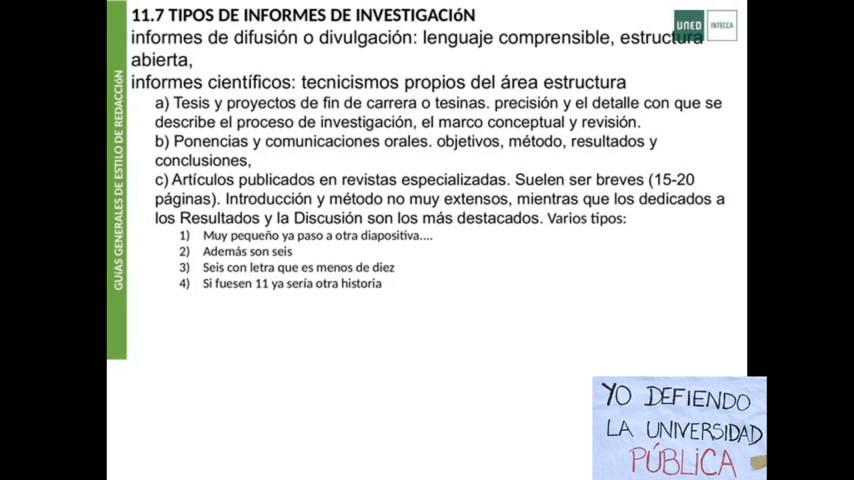 11.7 TIPOS DE INFORMES DE INVESTIGACIóN
informes de difusión o divulgación: lenguaje comprensible, estructura
abierta,
informes científicos: tecnicismos propios del área estructura
a) Tesis y proyectos de fin de carrera o tesinas. precisión y el detalle con que se
describe el proceso de investigación, el marco conceptual y revisión.
b) Ponencias y comunicaciones orales. objetivos, método, resultados y
conclusiones,
c) Artículos publicados en revistas especializadas. Suelen ser breves (15-20
páginas). Introducción y método no muy extensos, mientras que los dedicados a
los Resultados y la Discusión son los más destacados. Varios tipos:
1) Muy pequeño ya paso a otra diapositiva....
2) Además son seis
3) Seis con letra que es menos de diez
4) Si fuesen 11 ya sería otra historia
GUíAS GENERALES DE ESTILO DE REDACCIóN
UNED
INTECCA
YO DEFIENDO
LA UNIVERSIDAD
PÚBLICA